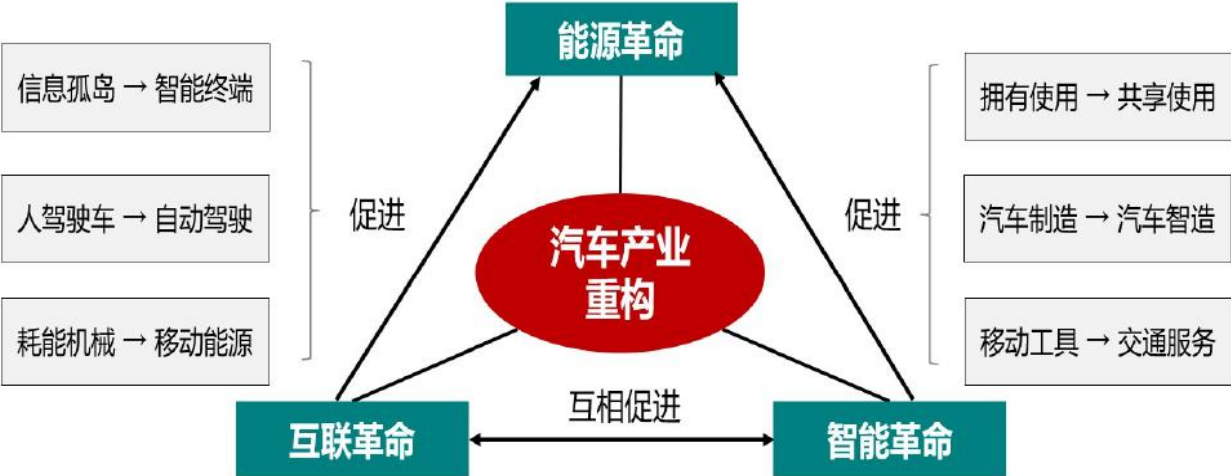 能源革命
信息孤岛 → 智能终端
人驾驶车 → 自动驾驶
耗能机械 → 移动能源
促进
汽车产业
重构
促进
拥有使用 → 共享使用
汽车制造 → 汽车智造
移动工具 → 交通服务
互联革命
互相促进
智能革命